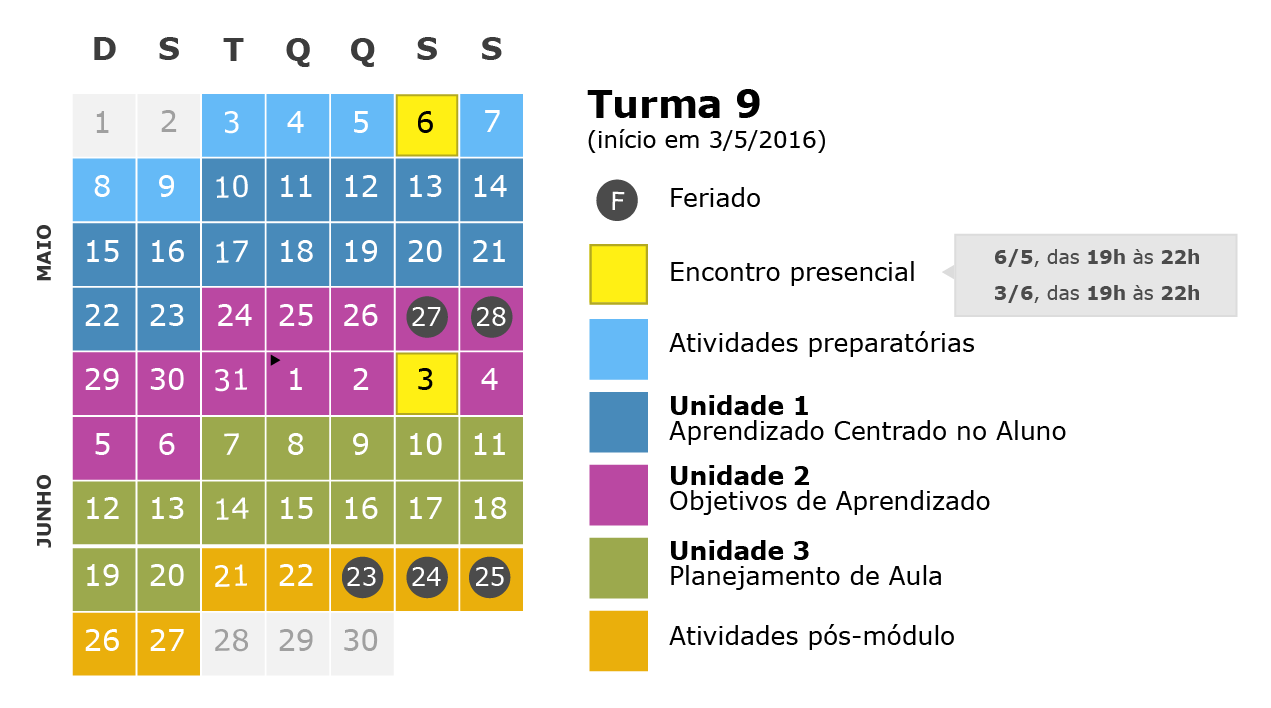 D S T Q Q S S
1 2 3 4 5 6 7
8 9 10 11 12 13 14
MAIO
15 16 17 18 19 20 21
22 23 24 25 26 27 28
29 30 31 1 2 3 4
5 6 7 8 9 10 11
JUNHO
12 13 14 15 16 17 18
19 20 21 22 23 24 25
26 27 28 29 30
Turma 9
(início em 3/5/2016)
F Feriado
Encontro presencial
6/5, das 19h às 22h
3/6, das 19h às 22h
Atividades preparatórias
Unidade 1
Aprendizado Centrado no Aluno
Unidade 2
Objetivos de Aprendizado
Unidade 3
Planejamento de Aula
Atividades pós-módulo